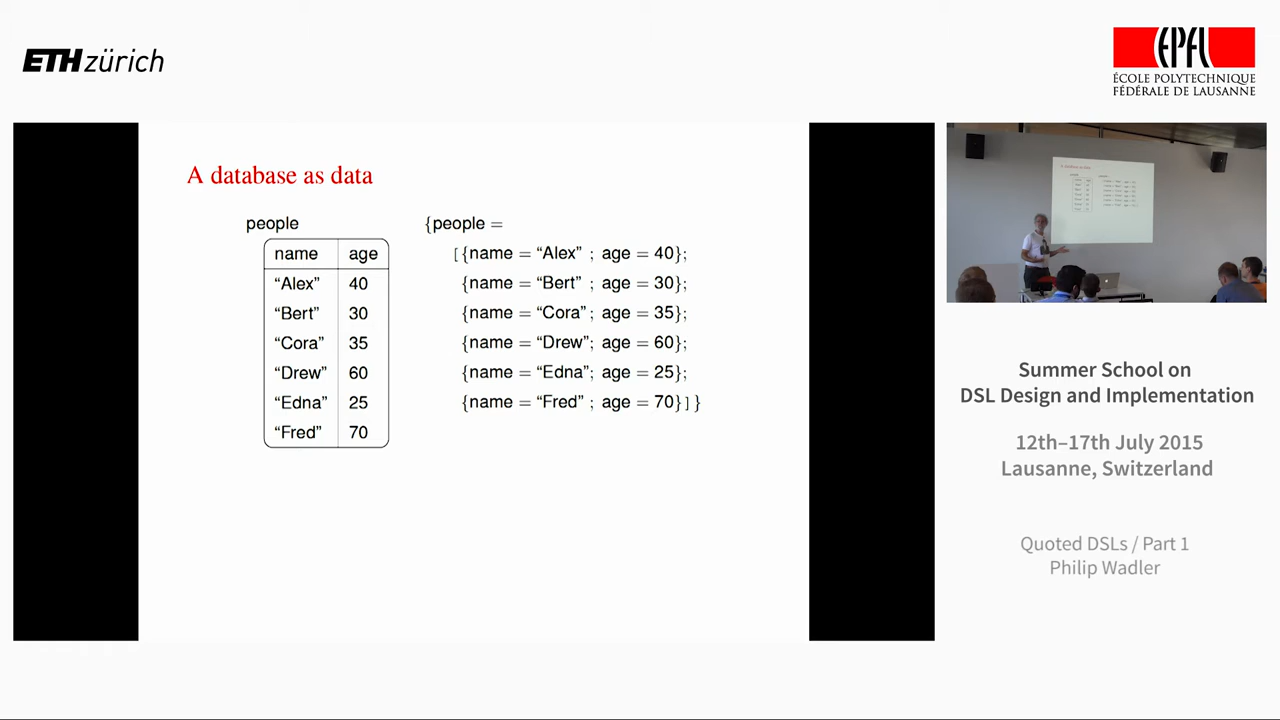 ETH zürich
EPFL
ÉCOLE POLYTECHNIQUE
FÉDÉRALE DE LAUSANNE
A database as data
people
name age
“Alex” 40
“Bert” 30
“Cora” 35
“Drew” 60
“Edna” 25
“Fred” 70
{people =
[{name = “Alex” ; age = 40};
{name = “Bert” ; age = 30};
{name = “Cora” ; age = 35};
{name = “Drew”; age = 60};
{name = “Edna”; age = 25};
{name = “Fred” ; age = 70}]}
Summer School on
DSL Design and Implementation
12th–17th July 2015
Lausanne, Switzerland
Quoted DSLs / Part 1
Philip Wadler